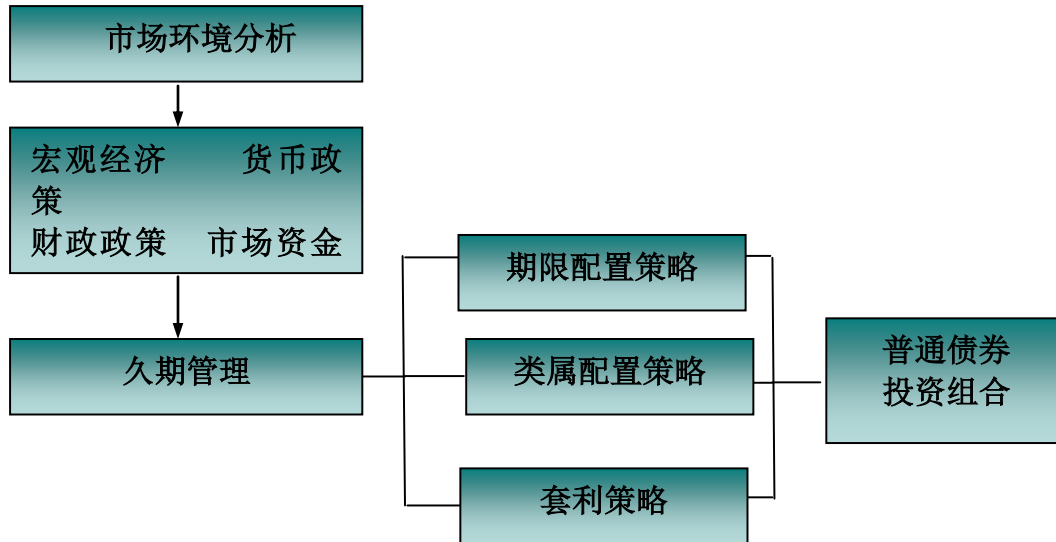 市场环境分析
宏观经济 货币政
策
财政政策 市场资金
久期管理
期限配置策略
类属配置策略
套利策略
普通债券
投资组合